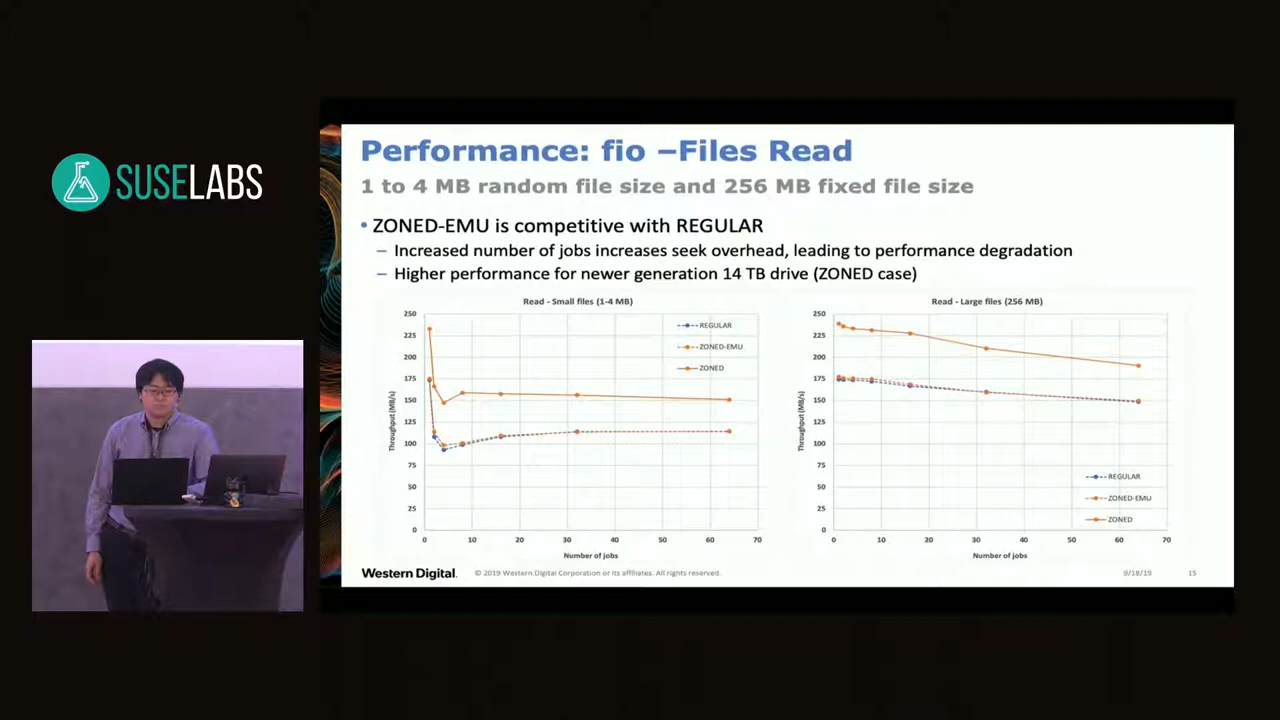 SUSELABS
Performance: fio –Files Read
1 to 4 MB random file size and 256 MB fixed file size
• ZONED-EMU is competitive with REGULAR
– Increased number of jobs increases seek overhead, leading to performance degradation
– Higher performance for newer generation 14 TB drive (ZONED case)
Read - Small files (1-4 MB)
250
225
200
175
150
125
100
75
50
25
0
Throughput (MB/s)
REGULAR
ZONED-EMU
ZONED
0 10 20 30 40 50 60 70
Number of jobs
Read - Large files (256 MB)
250
225
200
175
150
125
100
75
50
25
0
Throughput (MB/s)
REGULAR
ZONED-EMU
ZONED
0 10 20 30 40 50 60 70
Number of jobs
Western Digital.
© 2019 Western Digital Corporation or its affiliates. All rights reserved.
9/18/19
15